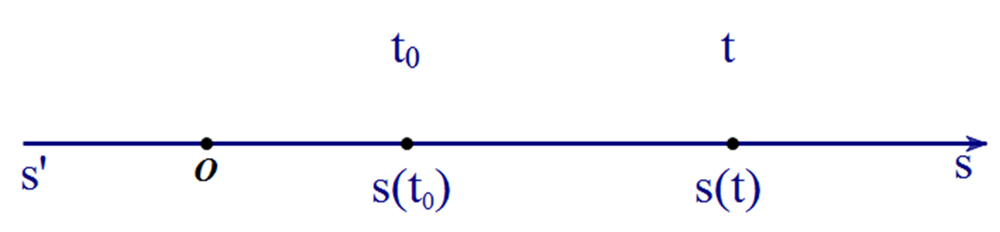 t₀ t
s' O s
s(t₀) s(t)